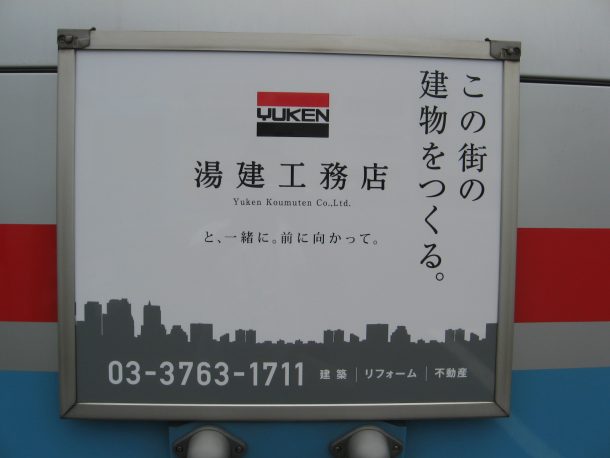 この街の
建物をつくる。
YUKEN
湯建工務店
Yuken Koumuten Co.,Ltd.
と、一緒に。前に向かって。
03-3763-1711 建築 | リフォーム | 不動産